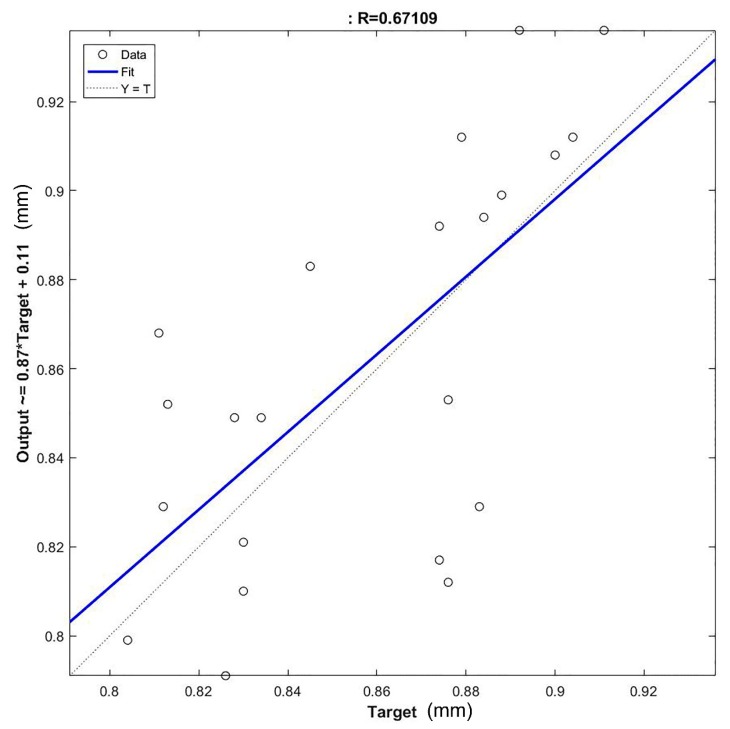 : R=0.67109
Data
Fit
Y = T
0.92
0.9
0.88
0.86
0.84
0.82
0.8
Output ~= 0.87*Target + 0.11 (mm)
0.8 0.82 0.84 0.86 0.88 0.9 0.92
Target (mm)